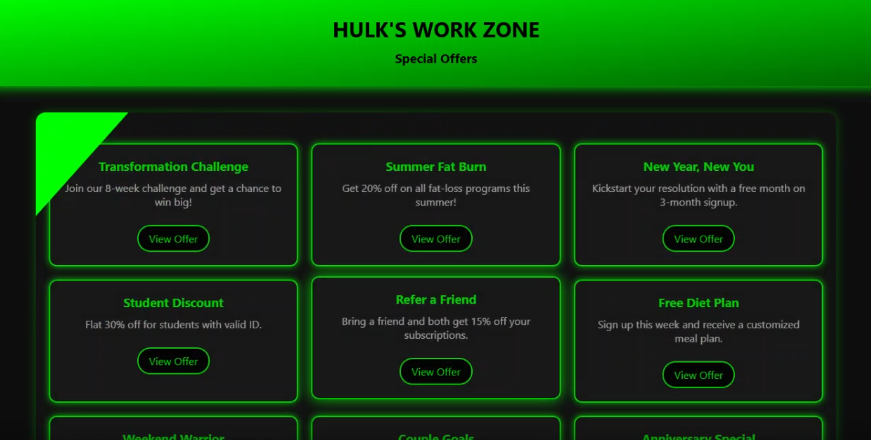 HULK'S WORK ZONE
Special Offers
Transformation Challenge
Join our 8-week challenge and get a chance to
win big!
View Offer
Summer Fat Burn
Get 20% off on all fat-loss programs this
summer!
View Offer
New Year, New You
Kickstart your resolution with a free month on
3-month signup.
View Offer
Student Discount
Flat 30% off for students with valid ID.
View Offer
Refer a Friend
Bring a friend and both get 15% off your
subscriptions.
View Offer
Free Diet Plan
Sign up this week and receive a customized
meal plan.
View Offer
Weekend Warrior
Couple Goals
Anniversary Special